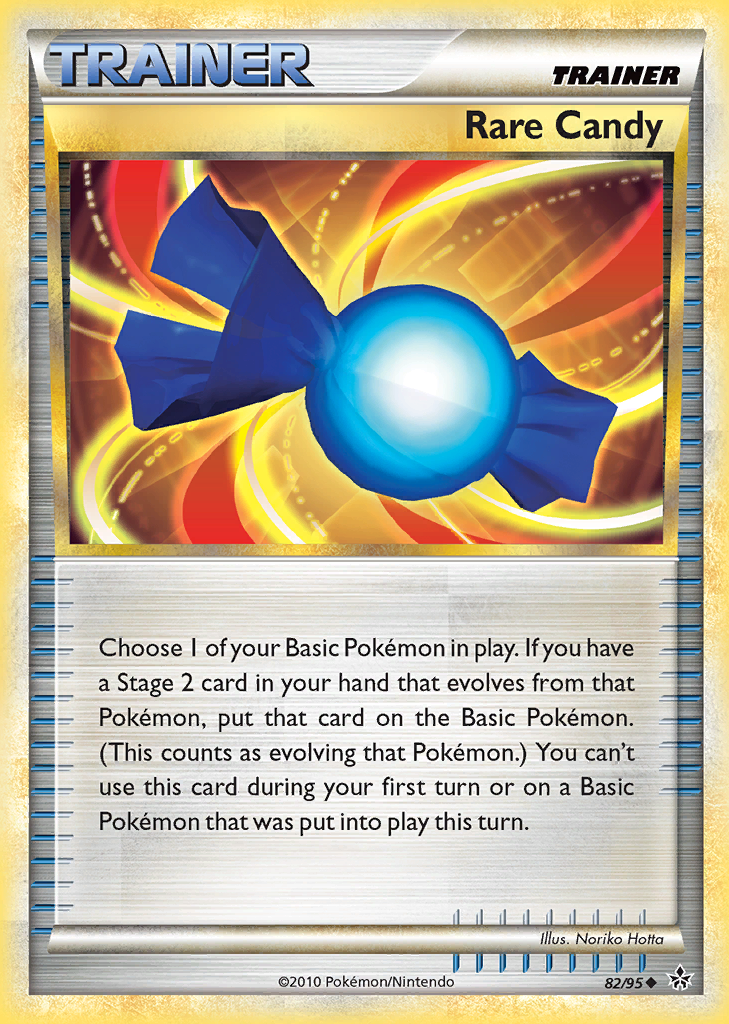 TRAINER
TRAINER
Rare Candy
Choose 1 of your Basic Pokémon in play. If you have
a Stage 2 card in your hand that evolves from that
Pokémon, put that card on the Basic Pokémon.
(This counts as evolving that Pokémon.) You can't
use this card during your first turn or on a Basic
Pokémon that was put into play this turn.
Illus. Noriko Hotta
©2010 Pokémon/Nintendo
82/95